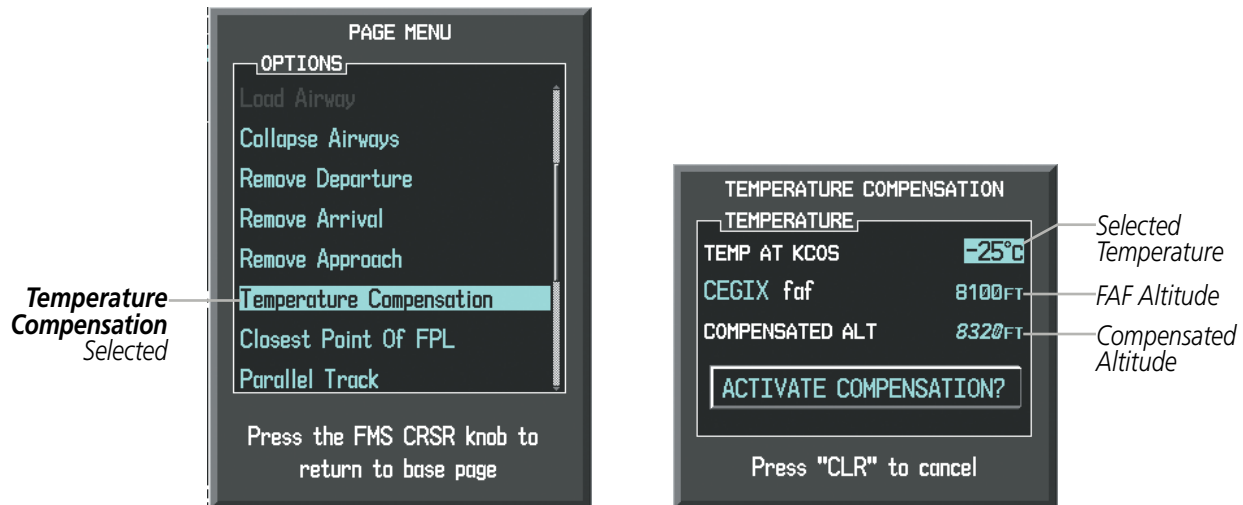 PAGE MENU
OPTIONS
Load Airway
Collapse Airways
Remove Departure
Remove Arrival
Remove Approach
Temperature Compensation
Closest Point Of FPL
Parallel Track
Press the FMS CRSR knob to
return to base page
Temperature
Compensation
Selected
TEMPERATURE COMPENSATION
TEMPERATURE
TEMP AT KCOS -25°C
CEGIX faf 8100FT
COMPENSATED ALT 8320FT
ACTIVATE COMPENSATION?
Press "CLR" to cancel
Selected
Temperature
FAF Altitude
Compensated
Altitude